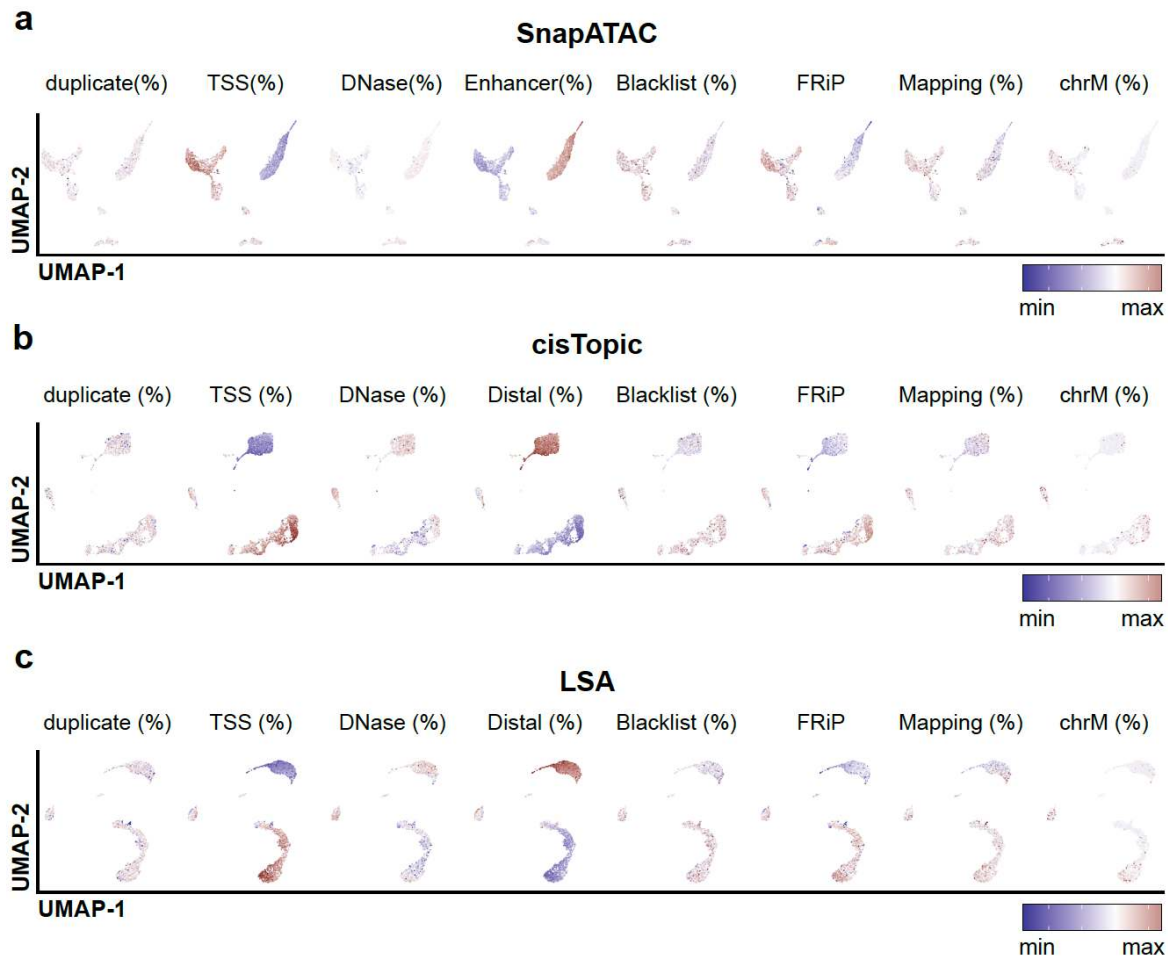 a
SnapATAC
duplicate(%) TSS(%) DNase(%) Enhancer(%) Blacklist (%) FRiP Mapping (%) chrM (%)
UMAP-2
UMAP-1
min max
b
cisTopic
duplicate (%) TSS (%) DNase (%) Distal (%) Blacklist (%) FRiP Mapping (%) chrM (%)
UMAP-2
UMAP-1
min max
c
LSA
duplicate (%) TSS (%) DNase (%) Distal (%) Blacklist (%) FRiP Mapping (%) chrM (%)
UMAP-2
UMAP-1
min max